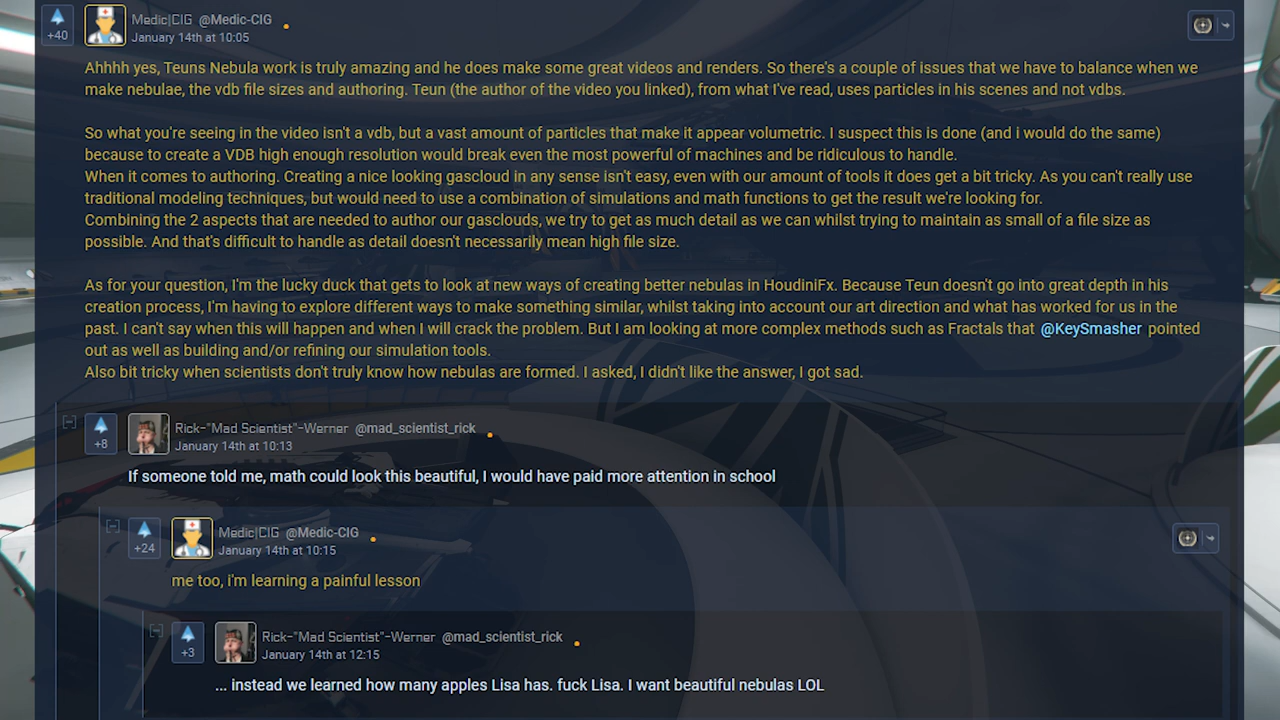 +40
Medic|CIG @Medic-CIG
January 14th at 10:05
Ahhhh yes, Teuns Nebula work is truly amazing and he does make some great videos and renders. So there's a couple of issues that we have to balance when we
make nebulae, the vdb file sizes and authoring. Teun (the author of the video you linked), from what I've read, uses particles in his scenes and not vdbs.
So what you're seeing in the video isn't a vdb, but a vast amount of particles that make it appear volumetric. I suspect this is done (and i would do the same)
because to create a VDB high enough resolution would break even the most powerful of machines and be ridiculous to handle.
When it comes to authoring. Creating a nice looking gascloud in any sense isn't easy, even with our amount of tools it does get a bit tricky. As you can't really use
traditional modeling techniques, but would need to use a combination of simulations and math functions to get the result we're looking for.
Combining the 2 aspects that are needed to author our gasclouds, we try to get as much detail as we can whilst trying to maintain as small of a file size as
possible. And that's difficult to handle as detail doesn't necessarily mean high file size.
As for your question, I'm the lucky duck that gets to look at new ways of creating better nebulas in HoudiniFx. Because Teun doesn't go into great depth in his
creation process, I'm having to explore different ways to make something similar, whilst taking into account our art direction and what has worked for us in the
past. I can't say when this will happen and when I will crack the problem. But I am looking at more complex methods such as Fractals that @KeySmasher pointed
out as well as building and/or refining our simulation tools.
Also bit tricky when scientists don't truly know how nebulas are formed. I asked, I didn't like the answer, I got sad.
[-]
+8
Rick-"Mad Scientist"-Werner @mad_scientist_rick
January 14th at 10:13
If someone told me, math could look this beautiful, I would have paid more attention in school
[-]
+24
Medic|CIG @Medic-CIG
January 14th at 10:15
me too, i'm learning a painful lesson
[-]
+3
Rick-"Mad Scientist"-Werner @mad_scientist_rick
January 14th at 12:15
... instead we learned how many apples Lisa has. fuck Lisa. I want beautiful nebulas LOL